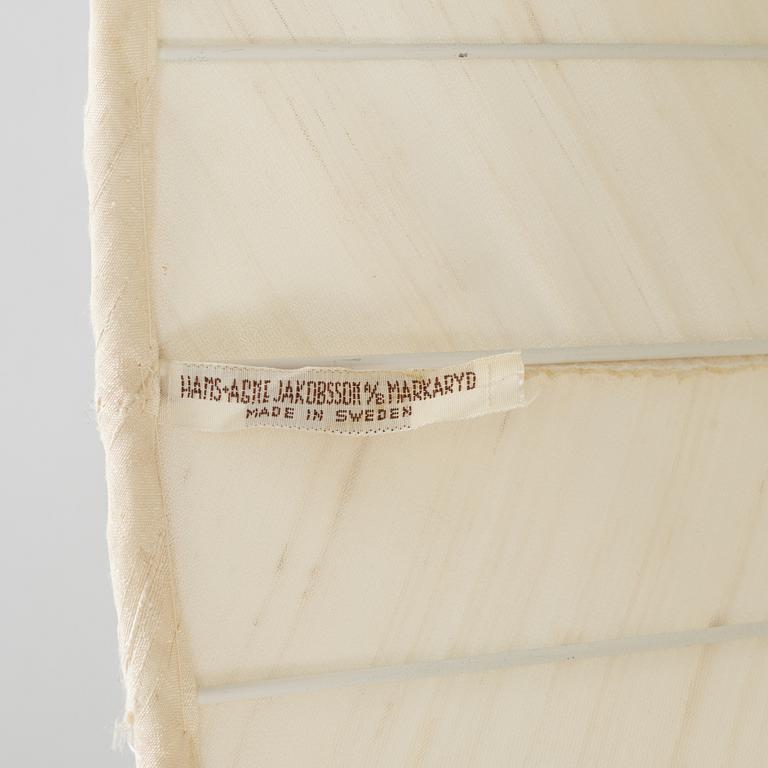 HANS-AGNE JAKOBSSON A/B MARKARYD
MADE IN SWEDEN